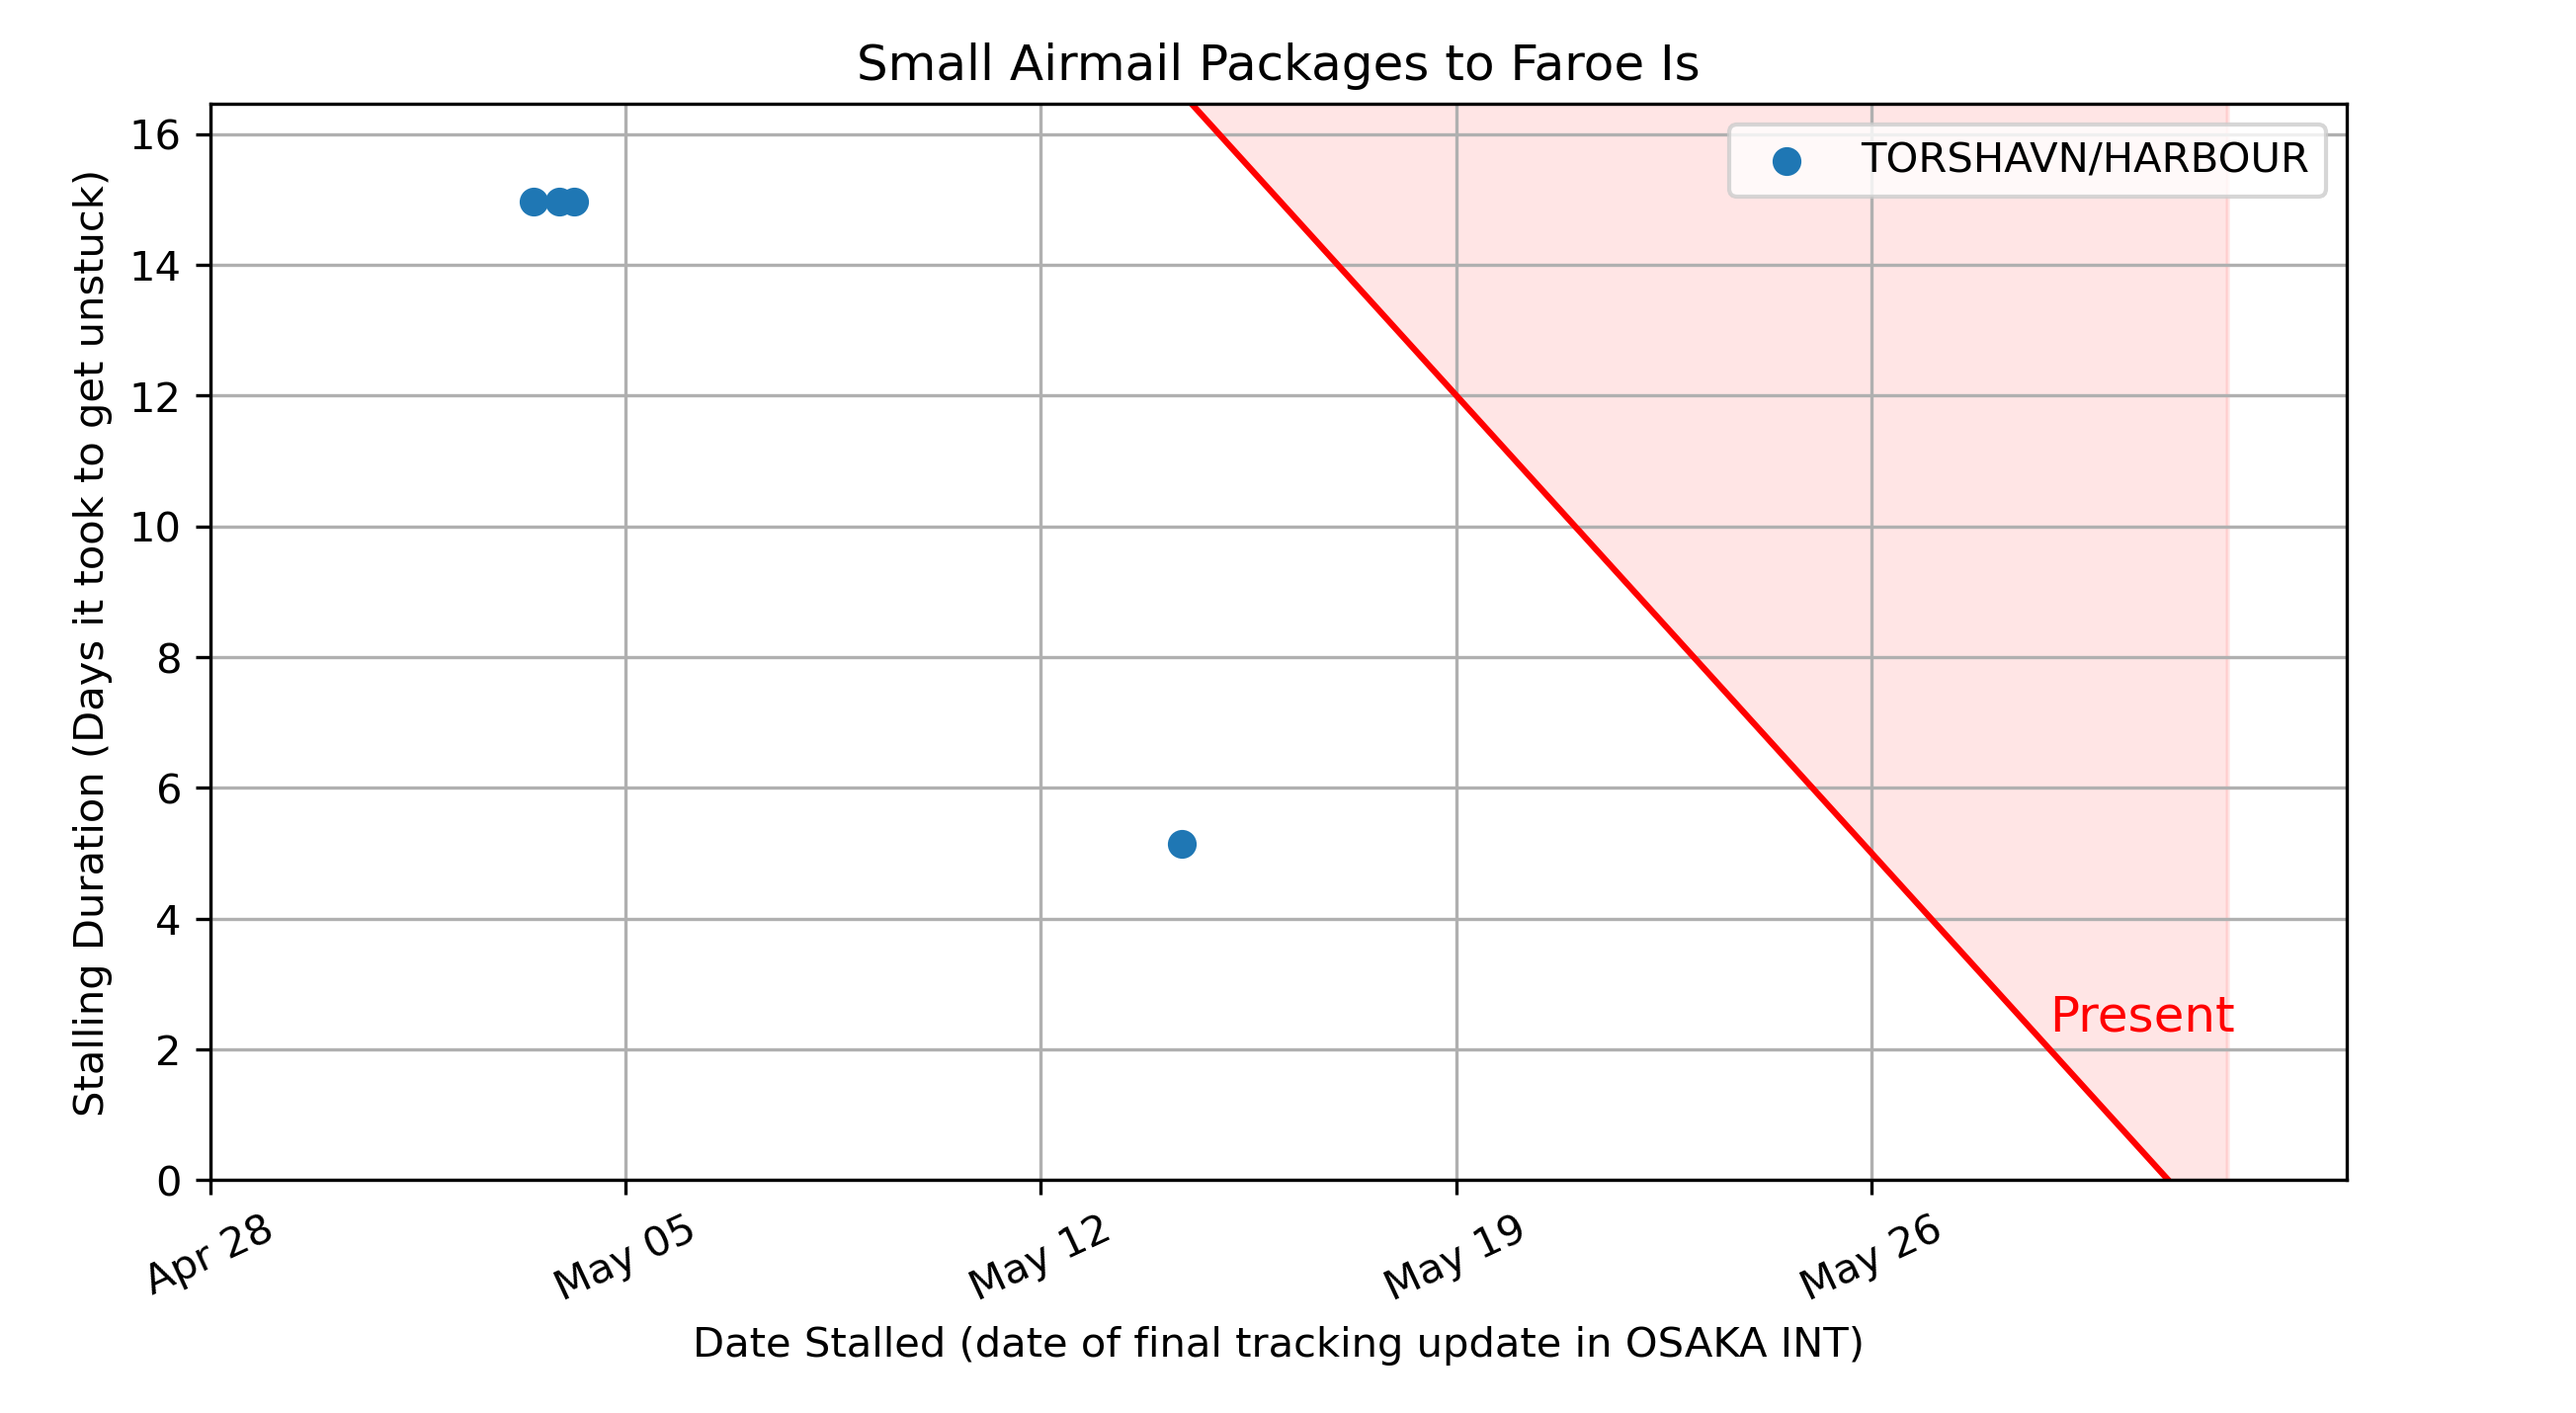 Small Airmail Packages to Faroe Is
TORSHAVN/HARBOUR
Stalling Duration (Days it took to get unstuck)
16
14
12
10
8
6
4
2
0
Present
Apr 28
May 05
May 12
May 19
May 26
Date Stalled (date of final tracking update in OSAKA INT)